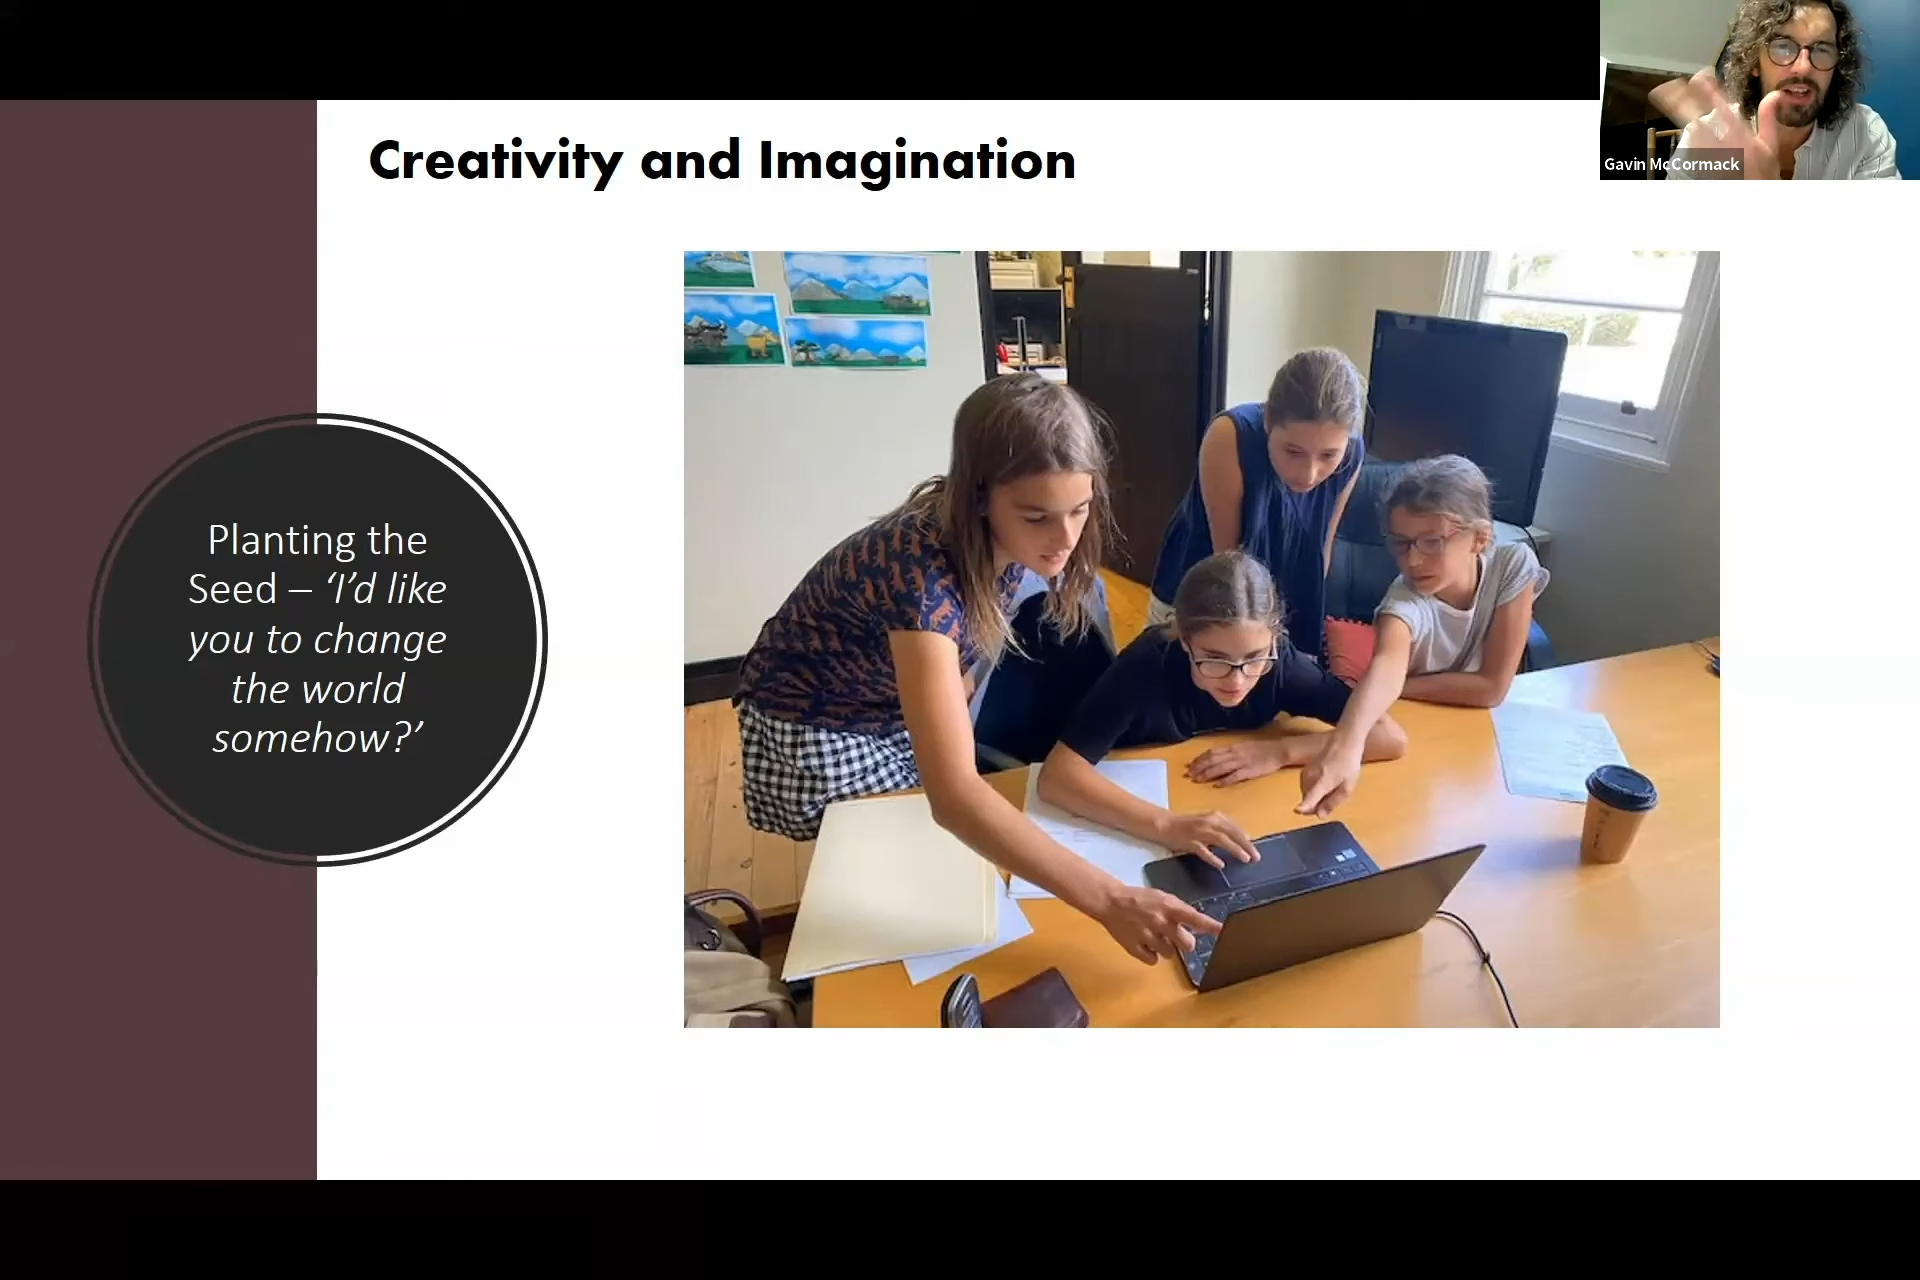 Creativity and Imagination
Gavin McCormack
Planting the
Seed – ‘I’d like
you to change
the world
somehow?’